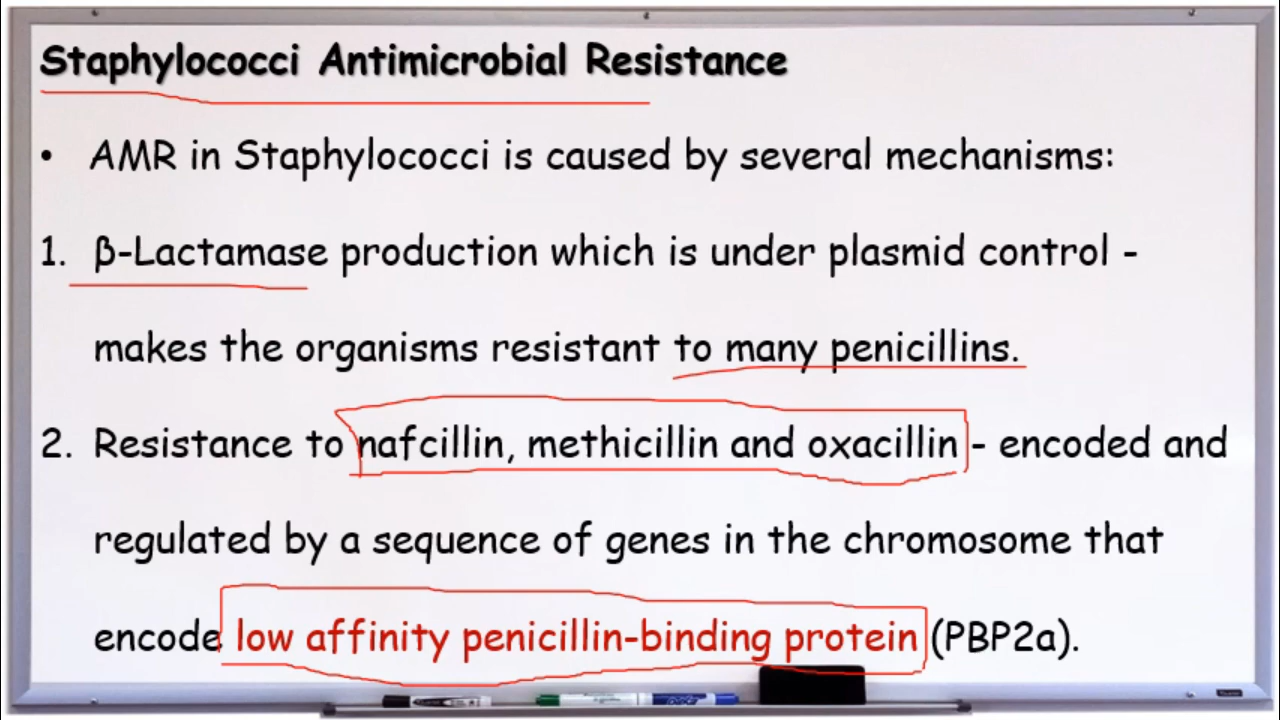 Staphylococci Antimicrobial Resistance
• AMR in Staphylococci is caused by several mechanisms:
1. β-Lactamase production which is under plasmid control -
makes the organisms resistant to many penicillins.
2. Resistance to nafcillin, methicillin and oxacillin - encoded and
regulated by a sequence of genes in the chromosome that
encode low affinity penicillin-binding protein (PBP2a).